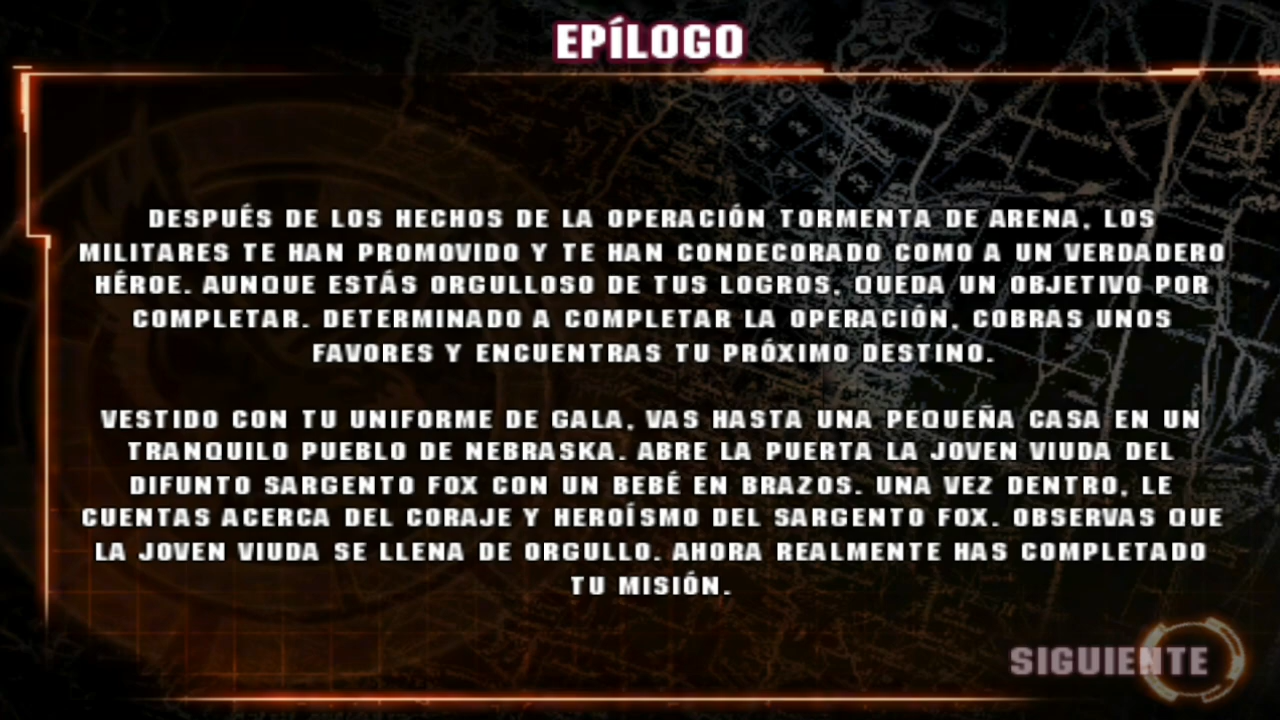 EPÍLOGO
DESPUÉS DE LOS HECHOS DE LA OPERACIÓN TORMENTA DE ARENA, LOS
MILITARES TE HAN PROMOVIDO Y TE HAN CONDECORADO COMO A UN VERDADERO
HÉROE. AUNQUE ESTÁS ORGULLOSO DE TUS LOGROS, QUEDA UN OBJETIVO POR
COMPLETAR. DETERMINADO A COMPLETAR LA OPERACIÓN, COBRAS UNOS
FAVORES Y ENCUENTRAS TU PRÓXIMO DESTINO.
VESTIDO CON TU UNIFORME DE GALA, VAS HASTA UNA PEQUEÑA CASA EN UN
TRANQUILO PUEBLO DE NEBRASKA. ABRE LA PUERTA LA JOVEN VIUDA DEL
DIFUNTO SARGENTO FOX CON UN BEBÉ EN BRAZOS. UNA VEZ DENTRO, LE
CUENTAS ACERCA DEL CORAJE Y HEROÍSMO DEL SARGENTO FOX. OBSERVAS QUE
LA JOVEN VIUDA SE LLENA DE ORGULLO. AHORA REALMENTE HAS COMPLETADO
TU MISIÓN.
SIGUIENTE